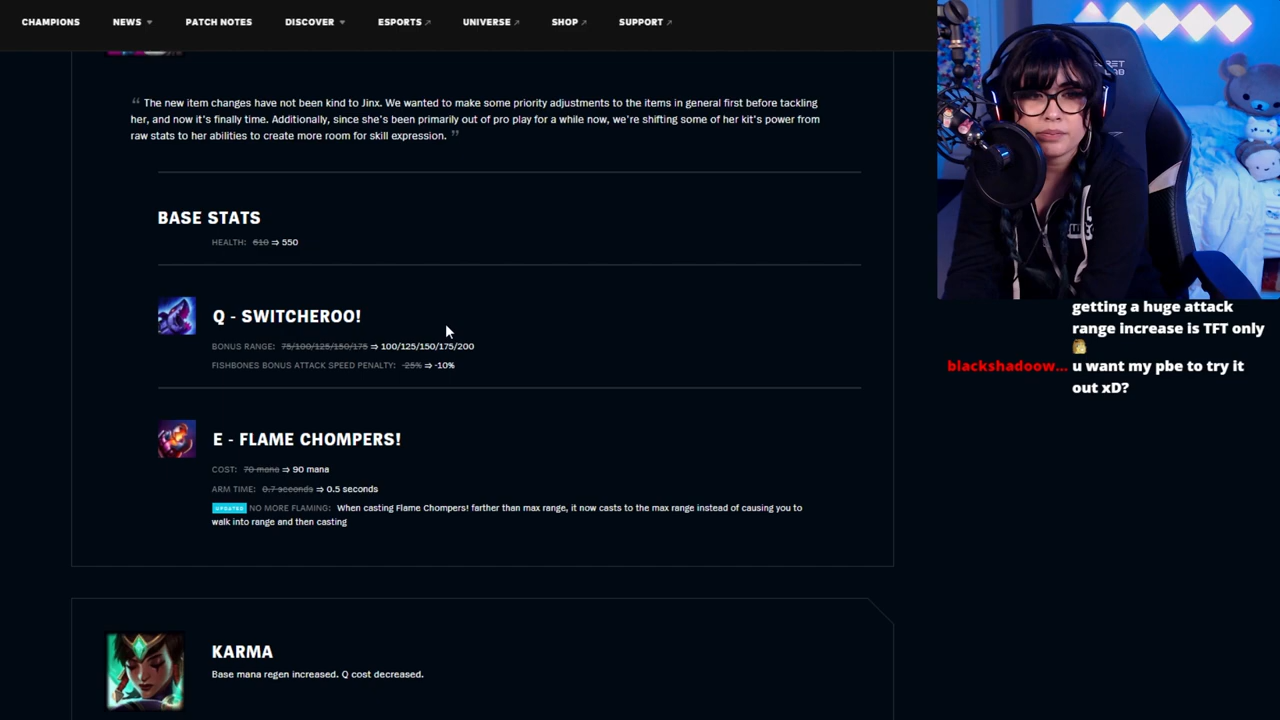 CHAMPIONS NEWS PATCH NOTES DISCOVER ESPORTS UNIVERSE SHOP SUPPORT
“ The new item changes have not been kind to Jinx. We wanted to make some priority adjustments to the items in general first before tackling
her, and now it's finally time. Additionally, since she's been primarily out of pro play for a while now, we're shifting some of her kit's power from
raw stats to her abilities to create more room for skill expression. ”
BASE STATS
HEALTH: 610 ⇒ 550
Q - SWITCHEROO!
BONUS RANGE: 75/100/125/150/175 ⇒ 100/125/150/175/200
FISHBONES BONUS ATTACK SPEED PENALTY: -25% ⇒ -10%
E - FLAME CHOMPERS!
COST: 70 mana ⇒ 90 mana
ARM TIME: 0.7 seconds ⇒ 0.5 seconds
UPDATED NO MORE FLAMING: When casting Flame Chompers! farther than max range, it now casts to the max range instead of causing you to
walk into range and then casting
KARMA
Base mana regen increased. Q cost decreased.
getting a huge attack
range increase is TFT only
blackshadoow... u want my pbe to try it
out xD?